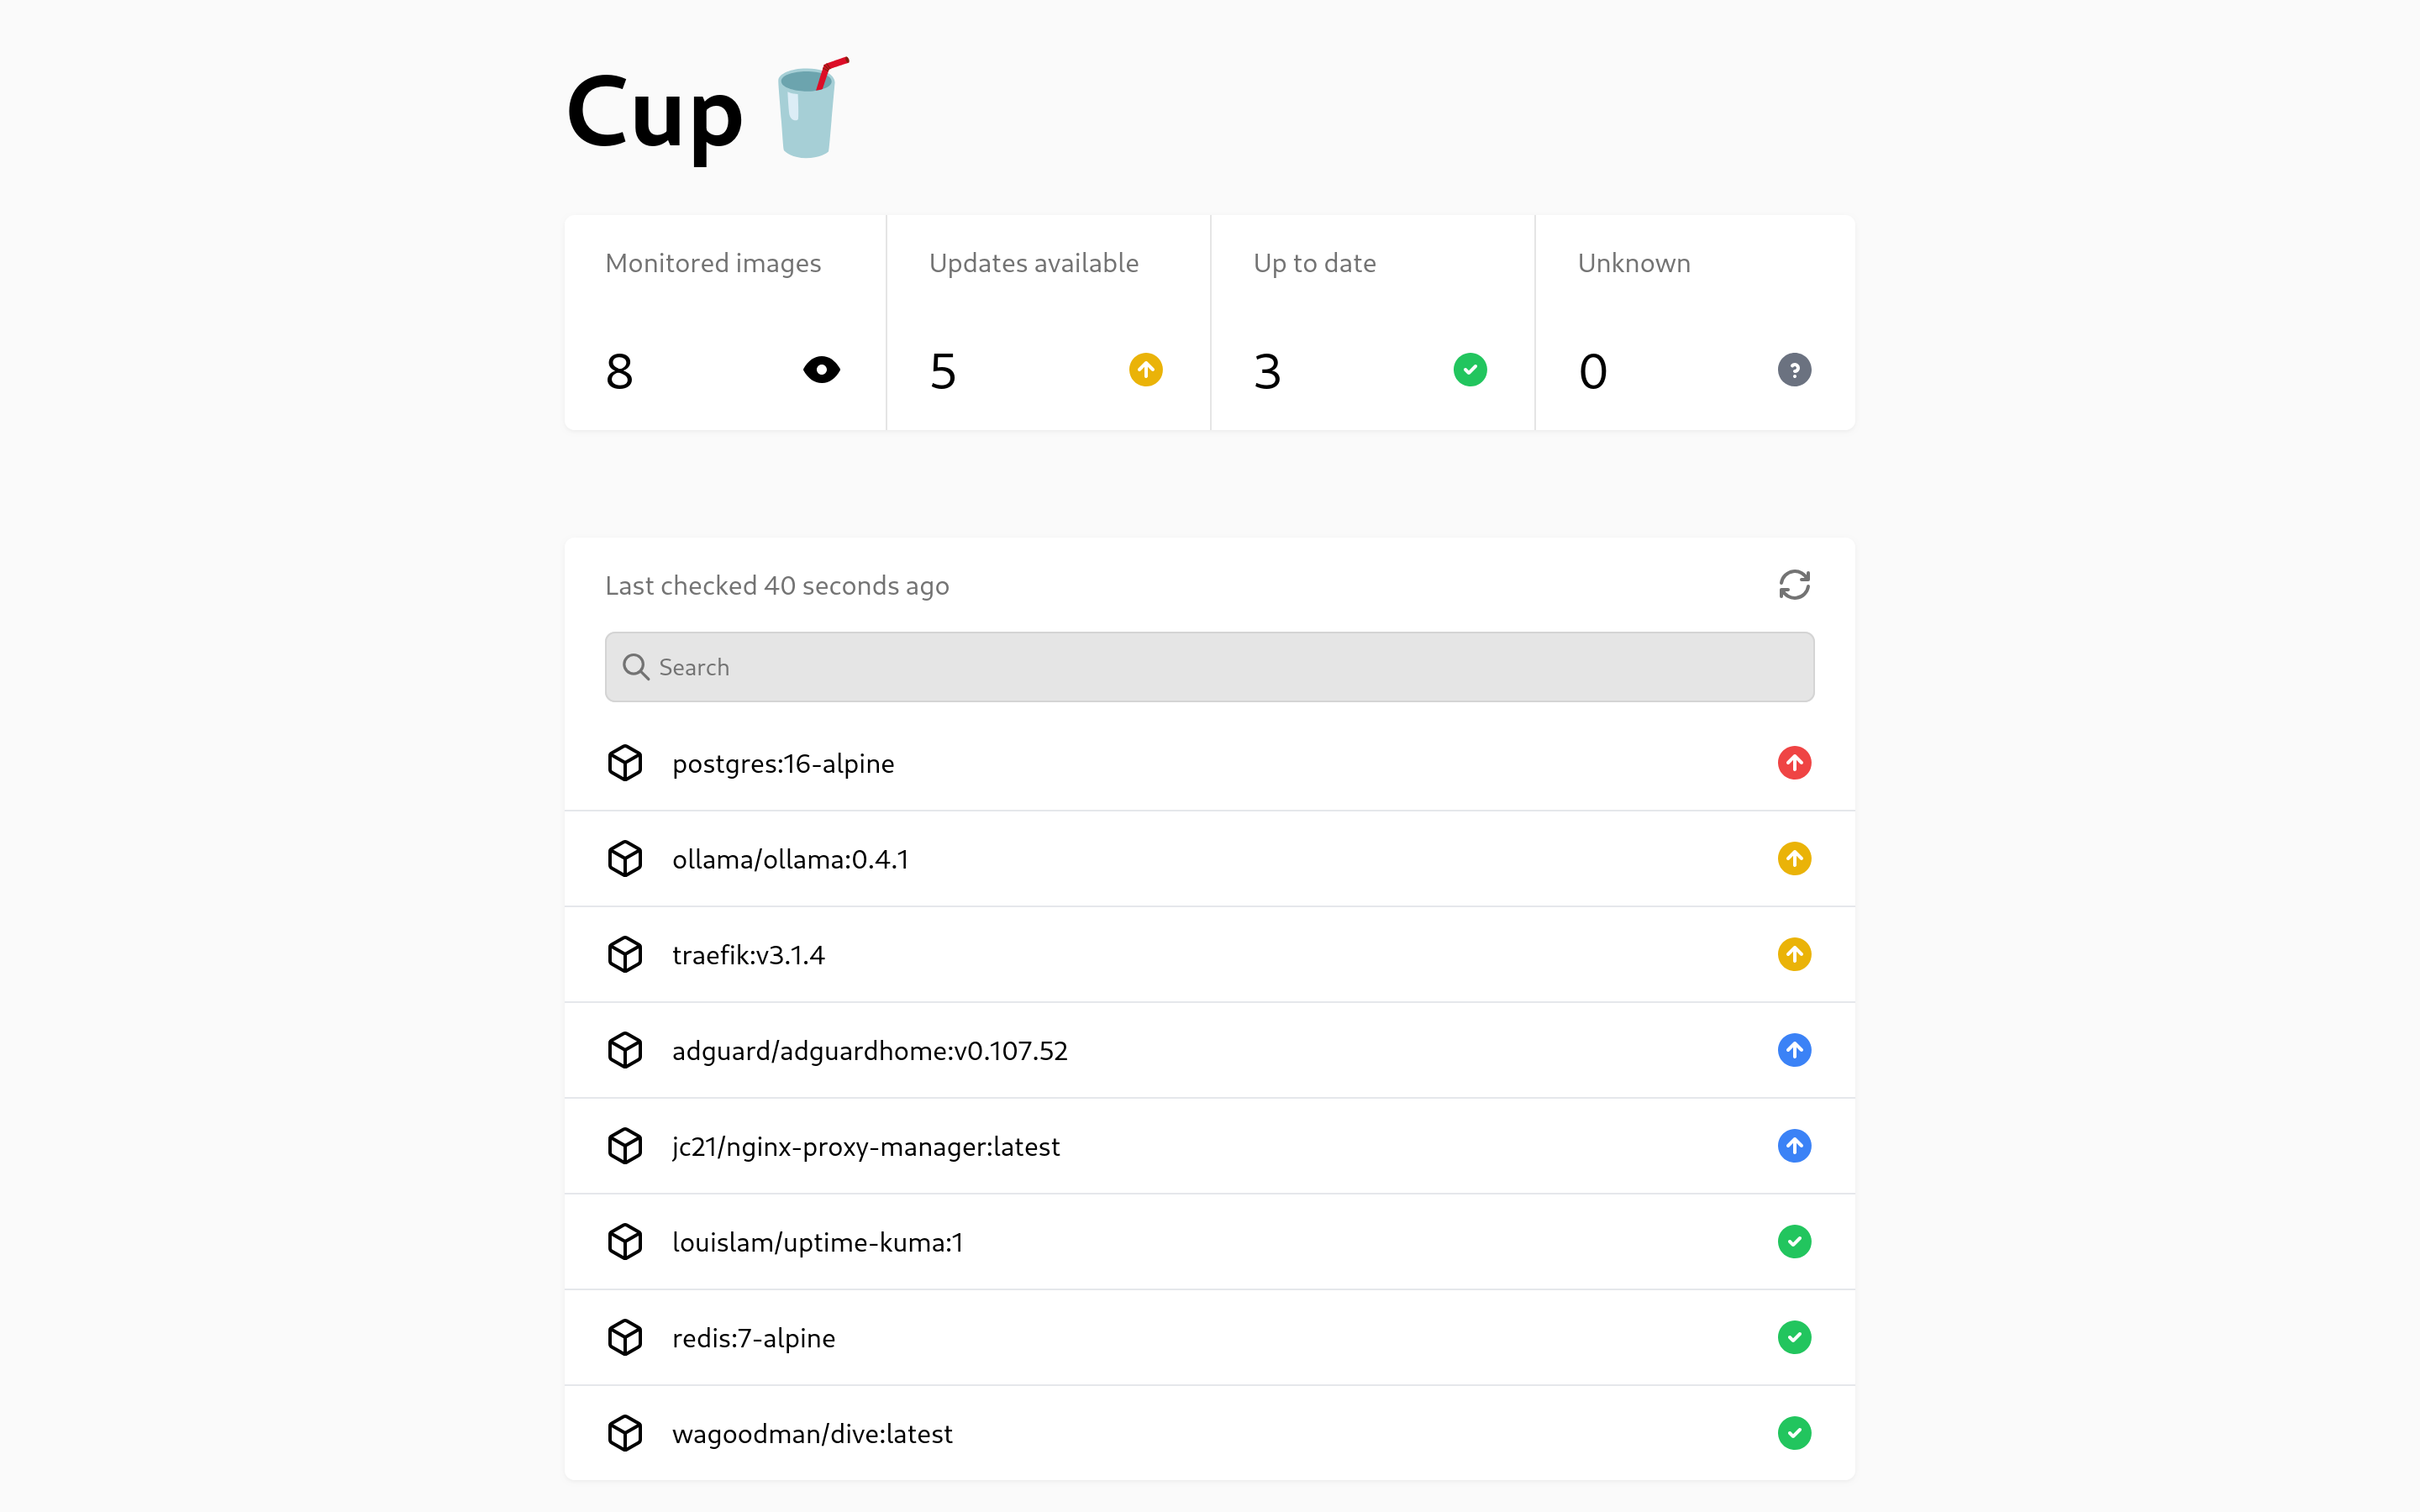 Cup
Monitored images
Updates available
Up to date
Unknown
8
5
3
0
Last checked 40 seconds ago
Search
postgres:16-alpine
ollama/ollama:0.4.1
traefik:v3.1.4
adguard/adguardhome:v0.107.52
jc21/nginx-proxy-manager:latest
louislam/uptime-kuma:1
redis:7-alpine
wagoodman/dive:latest